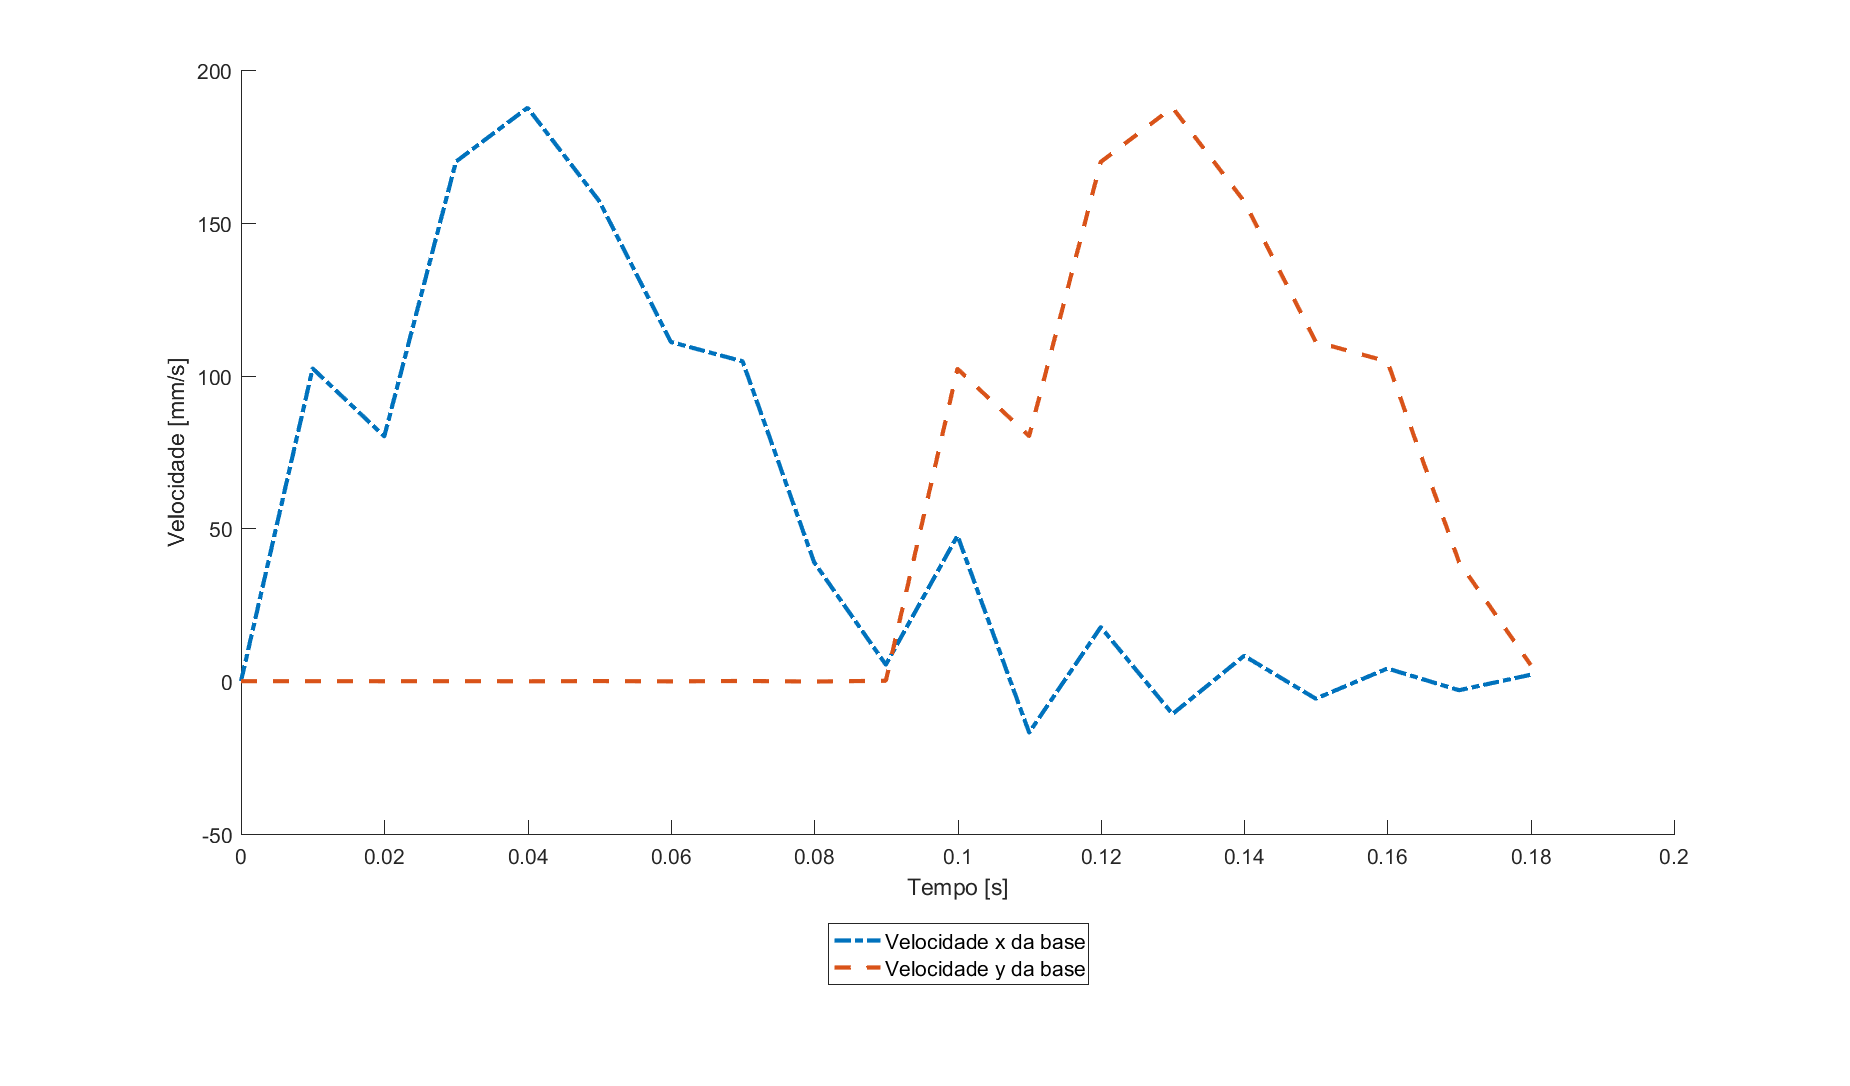 200
150
100
50
0
-50
Velocidade [mm/s]
0 0.02 0.04 0.06 0.08 0.1 0.12 0.14 0.16 0.18 0.2
Tempo [s]
Velocidade x da base
Velocidade y da base